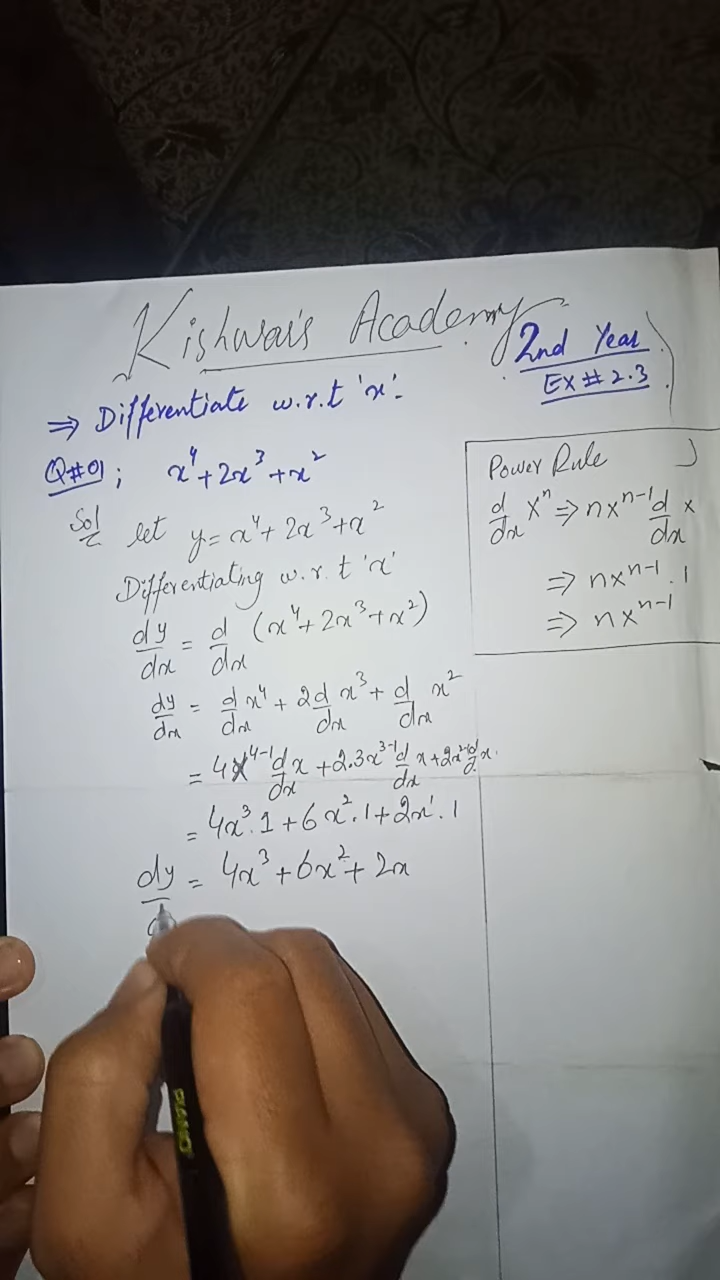 Kishwar's Academy
2nd Year
EX # 2.3
⇒ Differentiate w.r.t 'x'.
Q#01; x⁴+2x³+x²
Sol let y=x⁴+2x³+x²
Differentiating w.r.t 'x'
dy/dx = d/dx (x⁴+2x³+x²)
dy/dx = d/dx x⁴ + 2d/dx x³ + d/dx x²
= 4x⁴⁻¹ d/dx x + 2.3x³⁻¹ d/dx x + 2x²⁻¹ d/dx x.
= 4x³.1 + 6x².1 + 2x¹.1
dy/d = 4x³+6x²+2x
Power Rule
d/dx xⁿ ⇒ nxⁿ⁻¹ d/dx x
⇒ nxⁿ⁻¹.1
⇒ nxⁿ⁻¹
PIANO